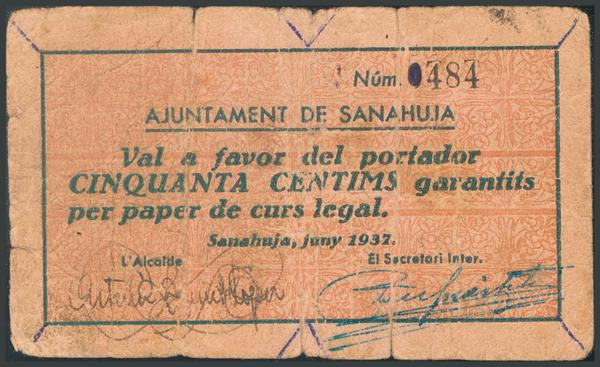 Núm. 0484
AJUNTAMENT DE SANAHUJA
Val a favor del portador
CINQUANTA CENTIMS garantits
per paper de curs legal.
Sanahuja, juny 1937.
L'Alcalde El Secretari Inter.